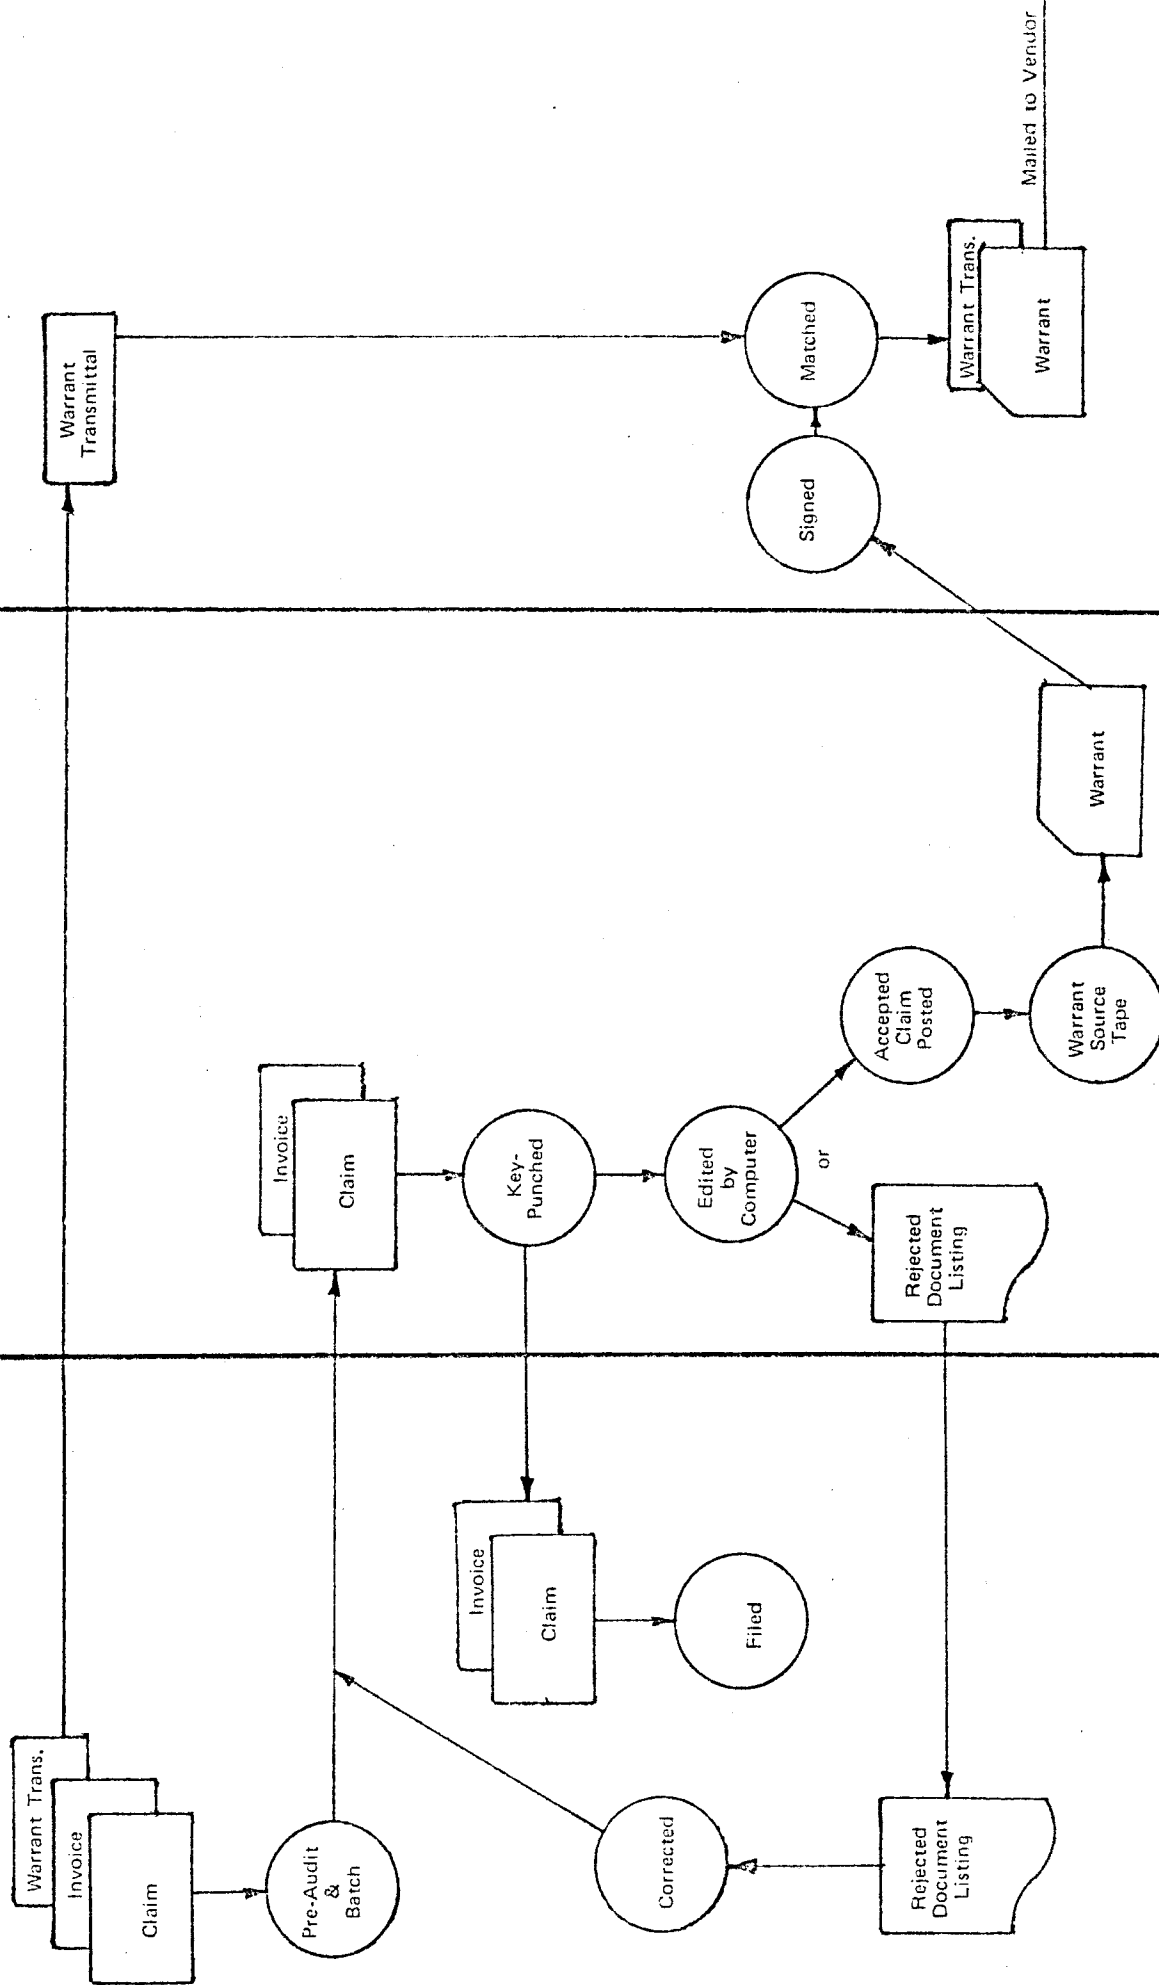 Warrant Trans.
Invoice
Claim
Pre-Audit
&
Batch
Corrected
Rejected
Document
Listing
Invoice
Claim
Filed
Invoice
Claim
Key-
Punched
Edited
by
Computer
or
Rejected
Document
Listing
Accepted
Claim
Posted
Warrant
Source
Tape
Warrant
Warrant
Transmittal
Signed
Matched
Warrant Trans.
Warrant
Mailed to Vendor